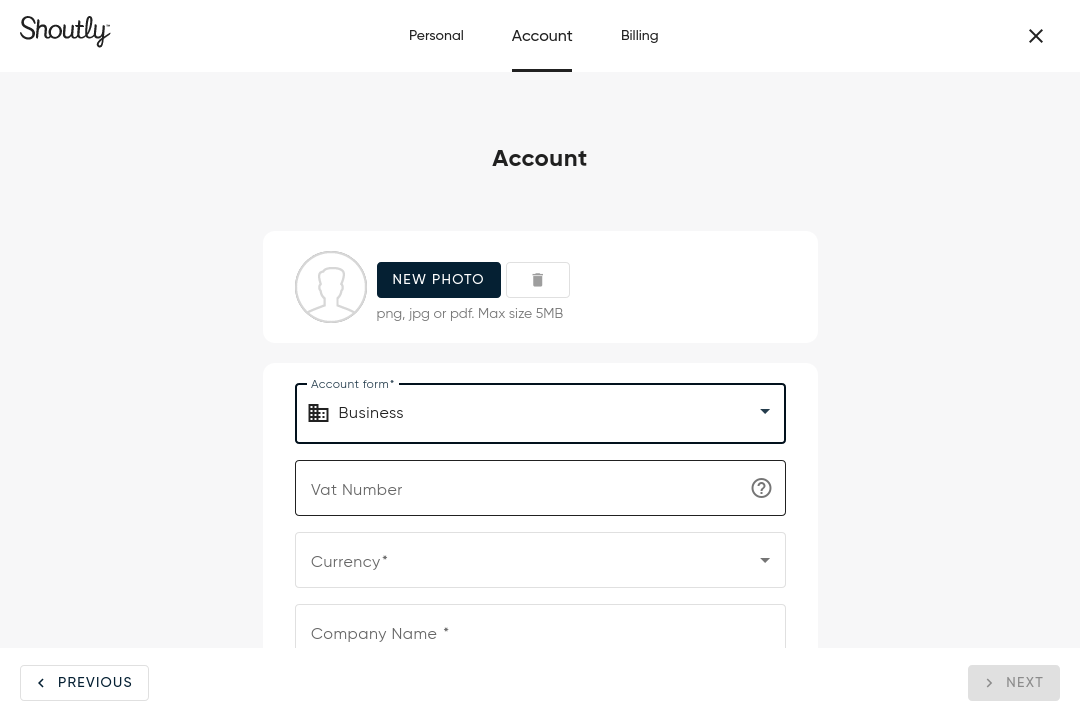 Shoutly™
Personal
Account
Billing
Account
NEW PHOTO
png, jpg or pdf. Max size 5MB
Account form*
Business
Vat Number
Currency*
Company Name *
PREVIOUS
NEXT